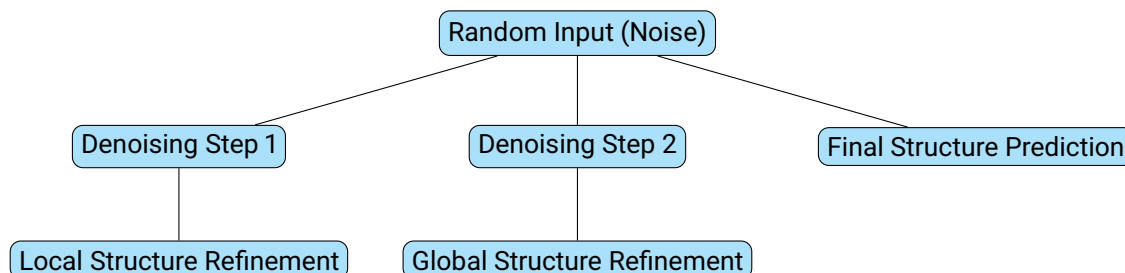 Random Input (Noise)
Denoising Step 1
Denoising Step 2
Final Structure Prediction
Local Structure Refinement
Global Structure Refinement